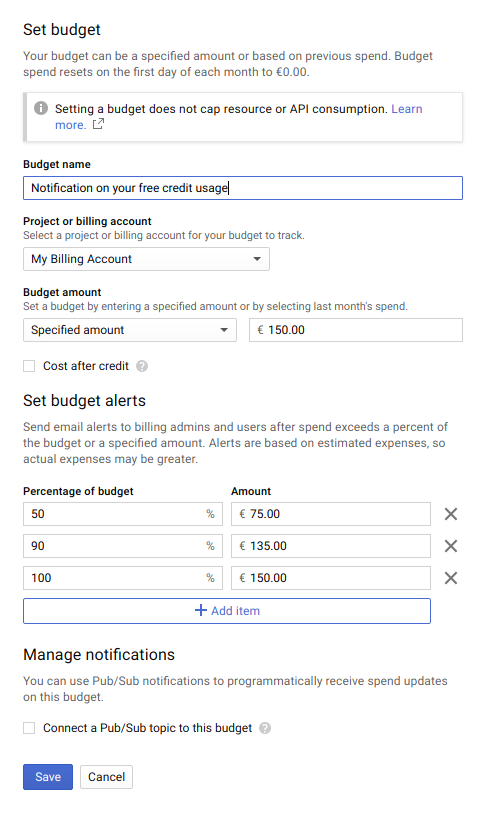 Set budget
Your budget can be a specified amount or based on previous spend. Budget
spend resets on the first day of each month to €0.00.
Setting a budget does not cap resource or API consumption. Learn
more.
Budget name
Notification on your free credit usage
Project or billing account
Select a project or billing account for your budget to track.
My Billing Account
Budget amount
Set a budget by entering a specified amount or by selecting last month's spend.
Specified amount € 150.00
Cost after credit ?
Set budget alerts
Send email alerts to billing admins and users after spend exceeds a percent of
the budget or a specified amount. Alerts are based on estimated expenses, so
actual expenses may be greater.
Percentage of budget Amount
50 % € 75.00
90 % € 135.00
100 % € 150.00
+ Add item
Manage notifications
You can use Pub/Sub notifications to programmatically receive spend updates
on this budget.
Connect a Pub/Sub topic to this budget ?
Save Cancel